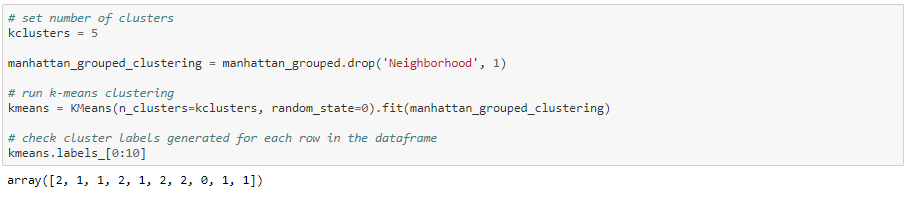 # set number of clusters
kclusters = 5
manhattan_grouped_clustering = manhattan_grouped.drop('Neighborhood', 1)
# run k-means clustering
kmeans = KMeans(n_clusters=kclusters, random_state=0).fit(manhattan_grouped_clustering)
# check cluster labels generated for each row in the dataframe
kmeans.labels_[0:10]
array([2, 1, 1, 2, 1, 2, 2, 0, 1, 1])